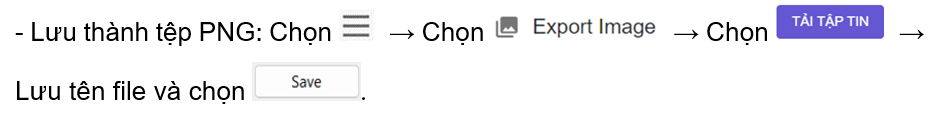 - Lưu thành tệp PNG: Chọn → Chọn Export Image → Chọn TẢI TẬP TIN →
Lưu tên file và chọn Save.